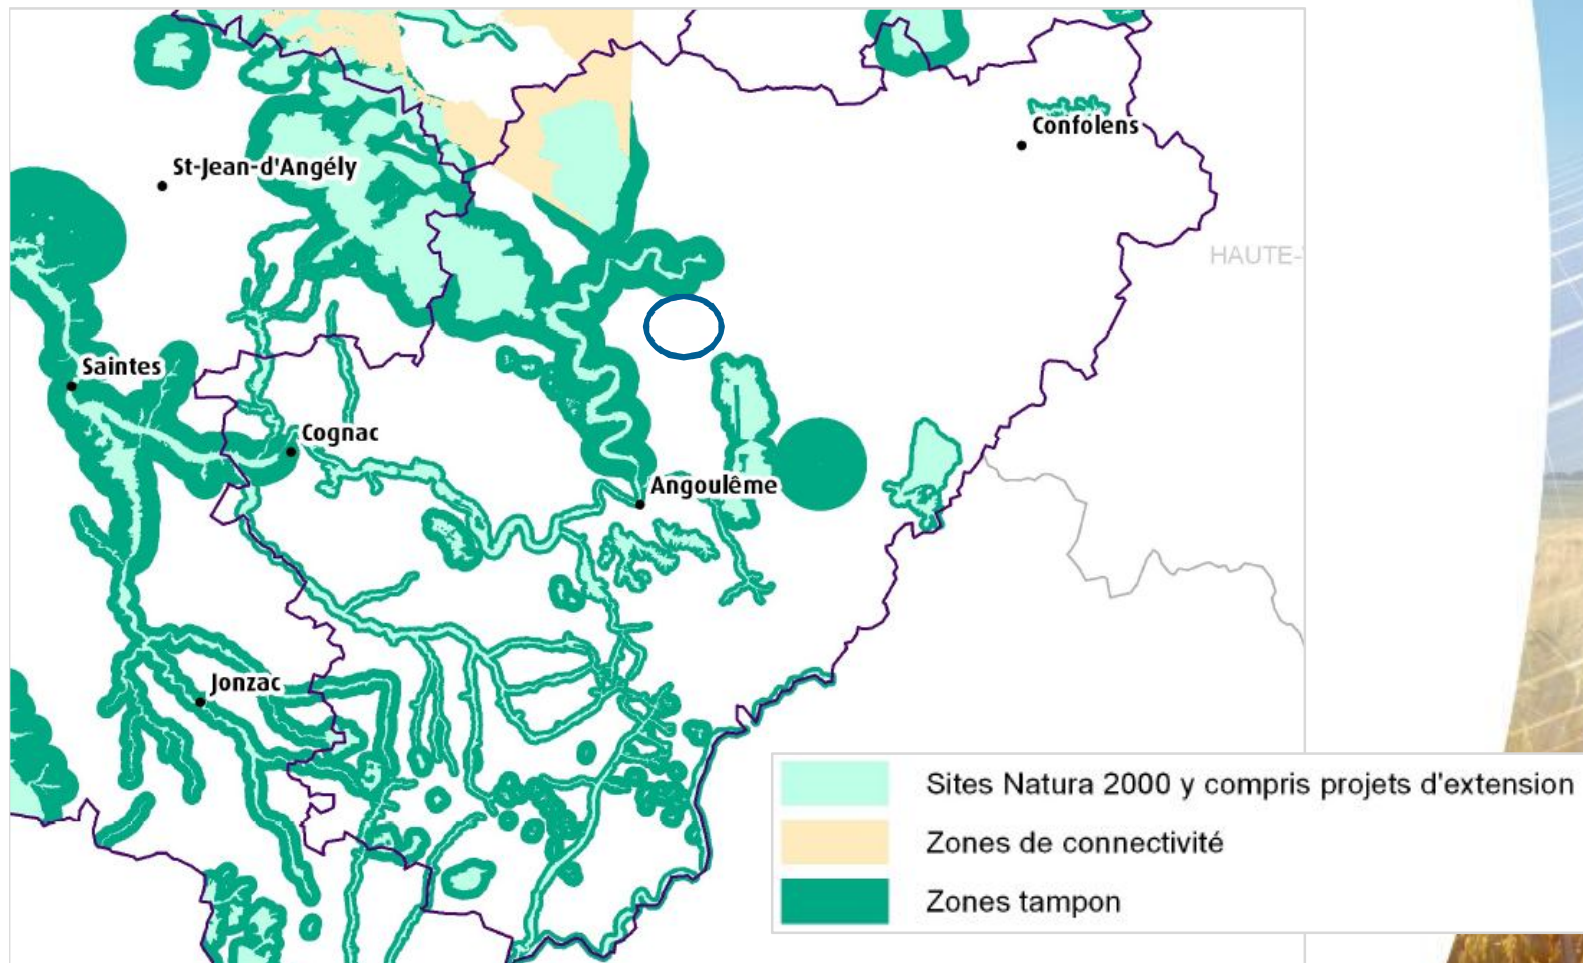 Confolens
St-Jean-d'Angély
HAUTE-
Saintes
Cognac
Angoulême
Jonzac
Sites Natura 2000 y compris projets d'extension
Zones de connectivité
Zones tampon